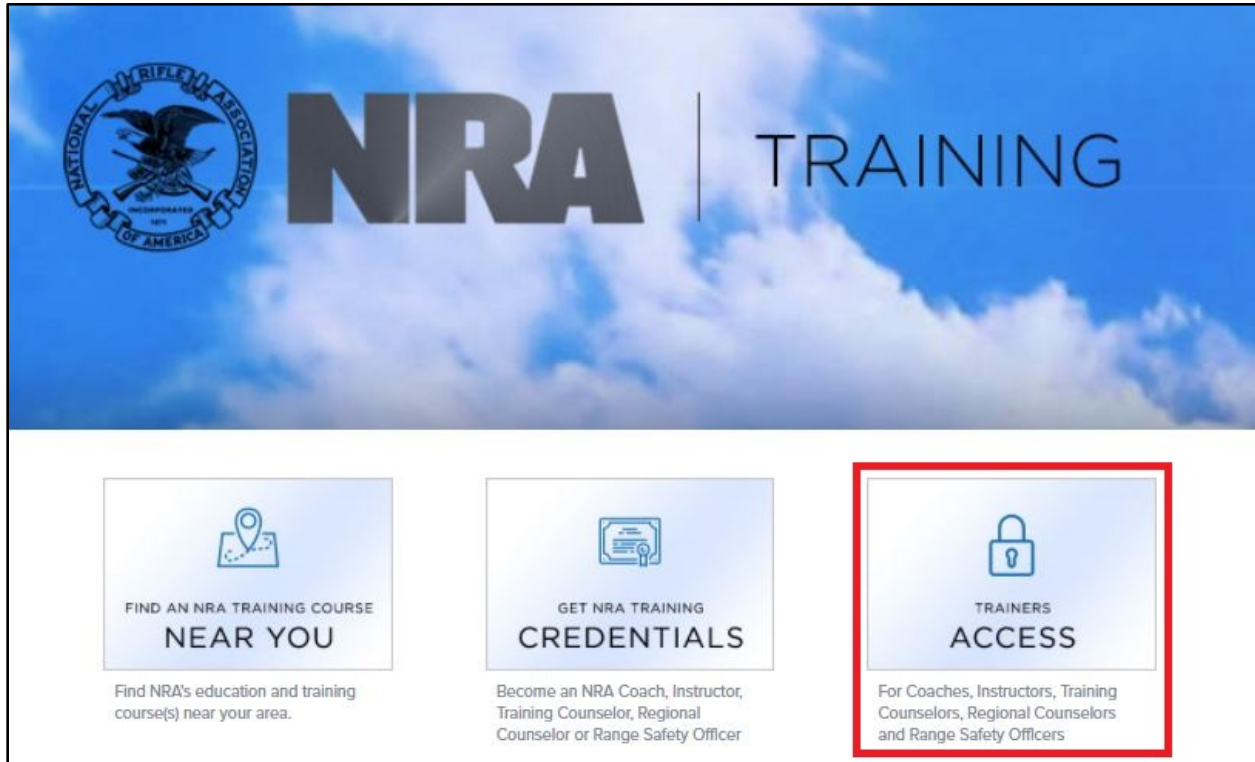 NATIONAL RIFLE ASSOCIATION
INCORPORATED
1871
OF AMERICA
NRA
TRAINING
FIND AN NRA TRAINING COURSE
NEAR YOU
Find NRA's education and training
course(s) near your area.
GET NRA TRAINING
CREDENTIALS
Become an NRA Coach, Instructor,
Training Counselor, Regional
Counselor or Range Safety Officer
TRAINERS
ACCESS
For Coaches, Instructors, Training
Counselors, Regional Counselors
and Range Safety Officers